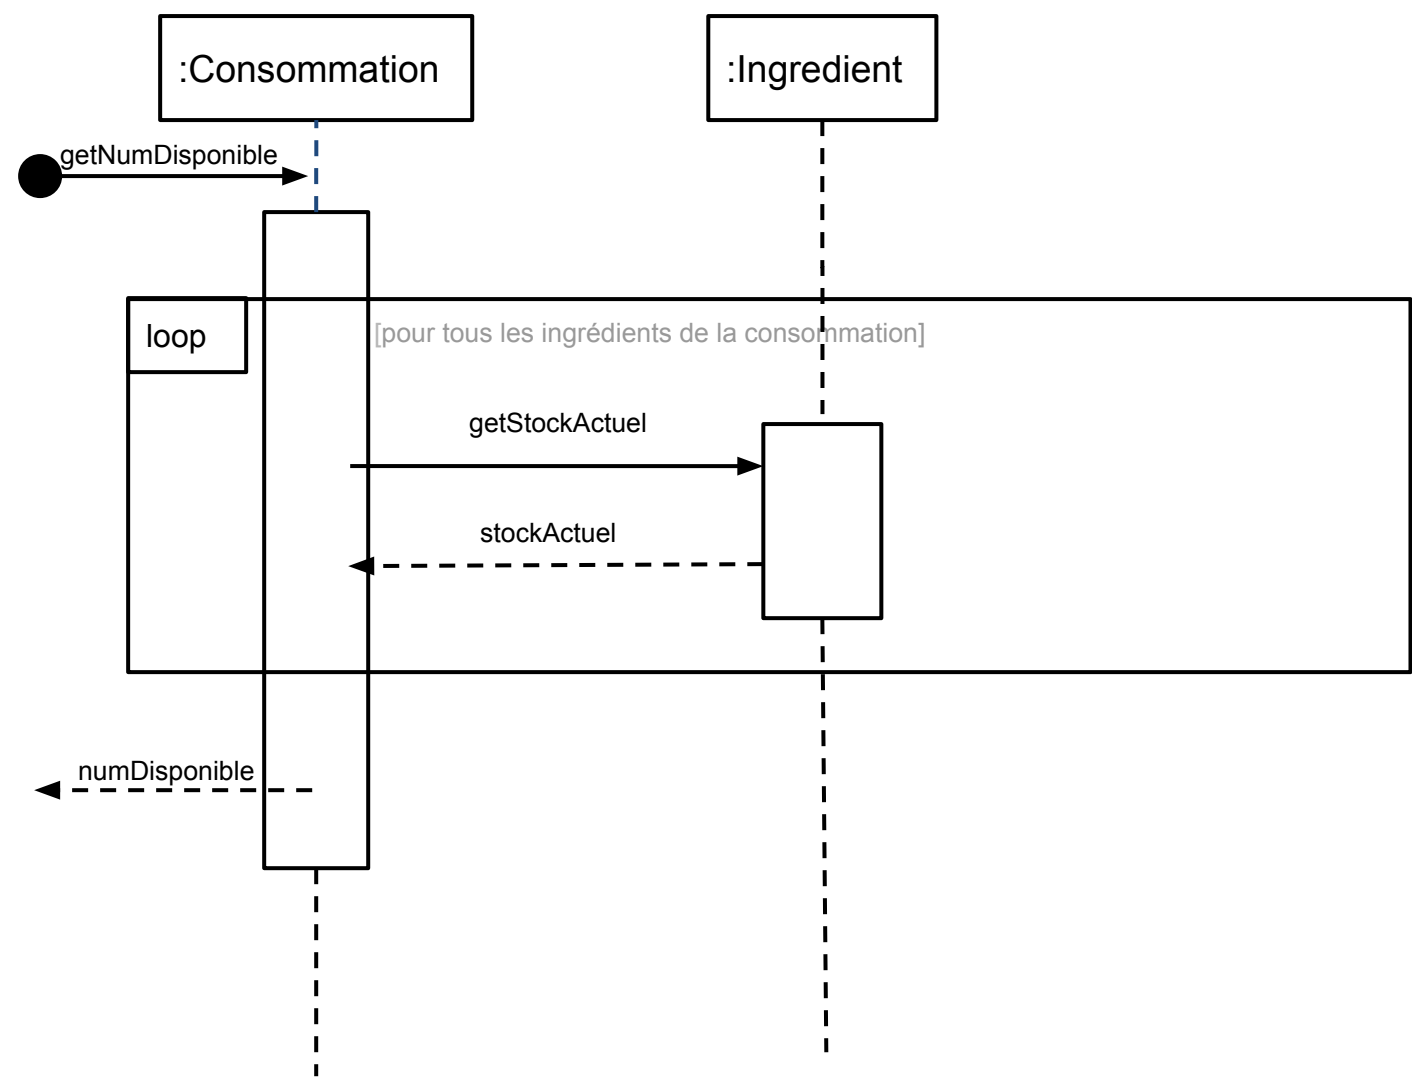 :Consommation
:Ingredient
getNumDisponible
loop
[pour tous les ingrédients de la consommation]
getStockActuel
stockActuel
numDisponible